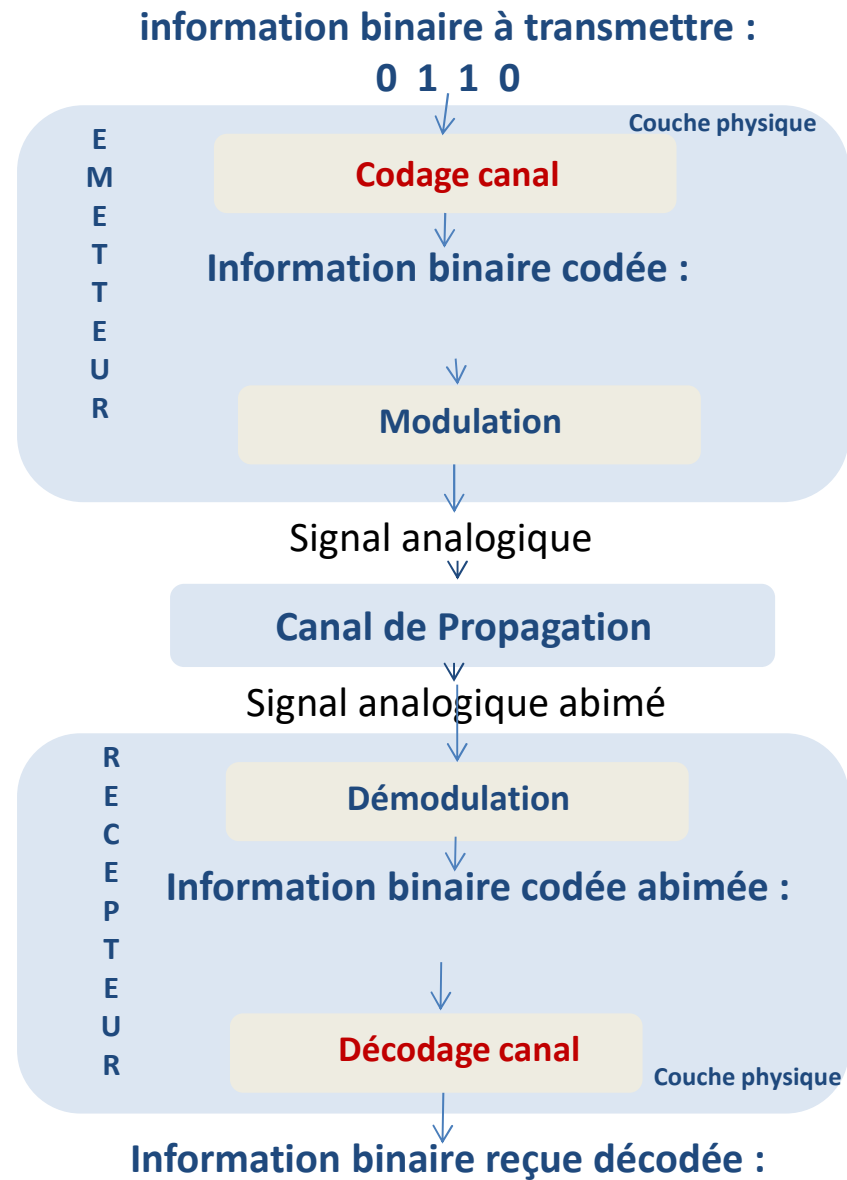 information binaire à transmettre :
0 1 1 0
Couche physique
E
M
E
T
T
E
U
R
Codage canal
Information binaire codée :
Modulation
Signal analogique
Canal de Propagation
Signal analogique abimé
R
E
C
E
P
T
E
U
R
Démodulation
Information binaire codée abimée :
Décodage canal
Couche physique
Information binaire reçue décodée :